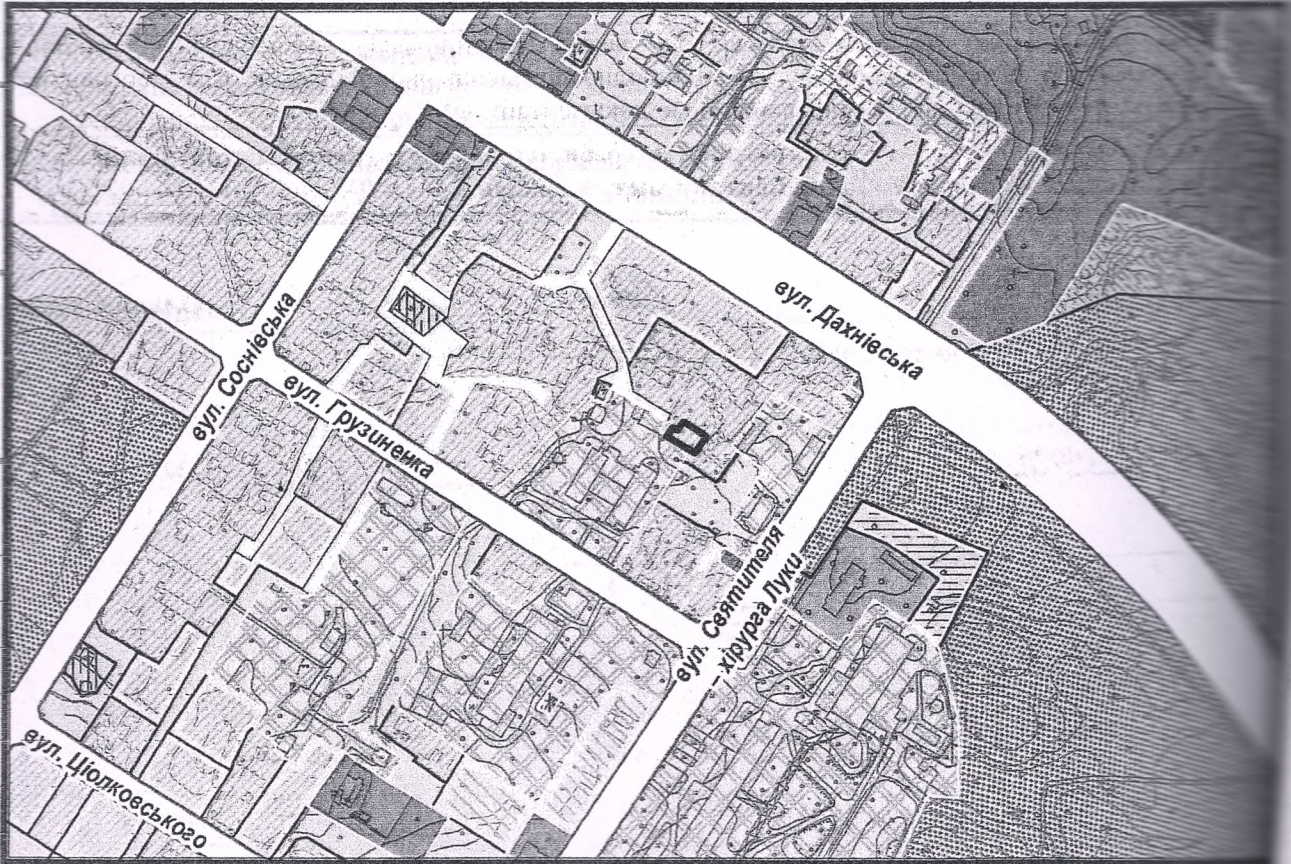 вул. Дахнівська
вул. Соснівська
вул. Грузиненка
вул. Святителя
-хірурга Луки
вул. Ціолковського